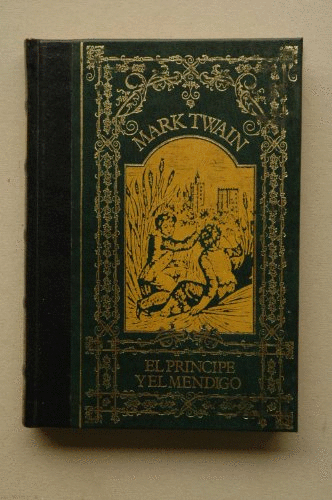 MARK TWAIN
EL PRINCIPE
Y EL MENDIGO